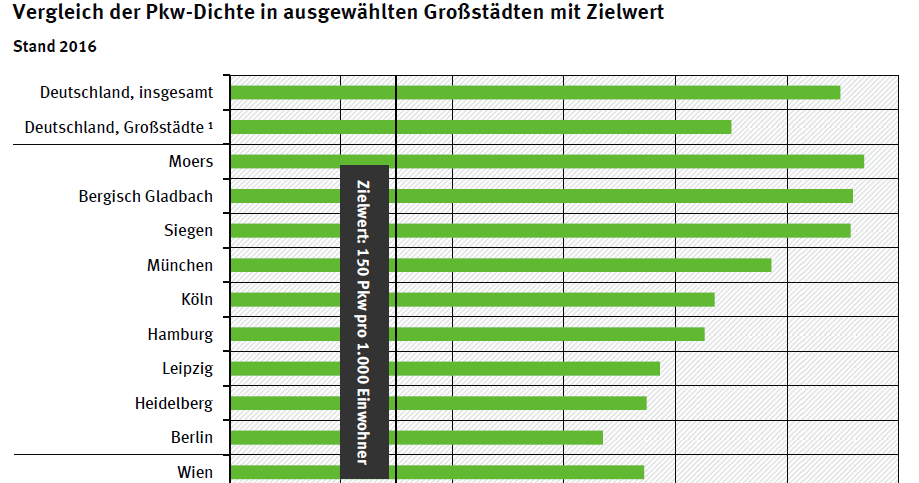 Vergleich der Pkw-Dichte in ausgewählten Großstädten mit Zielwert
Stand 2016
Deutschland, insgesamt
Deutschland, Großstädte ¹
Moers
Bergisch Gladbach
Siegen
München
Köln
Hamburg
Leipzig
Heidelberg
Berlin
Wien
Zielwert: 150 Pkw pro 1.000 Einwohner